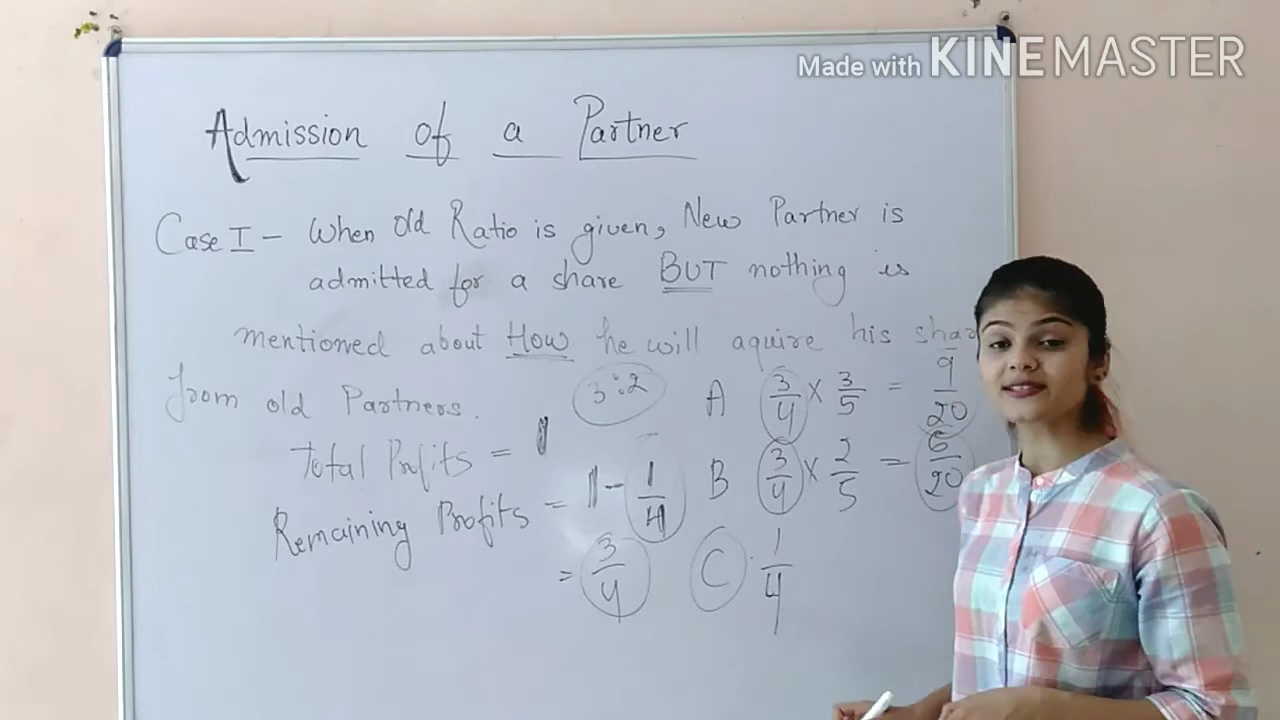 Made with KINEMASTER
Admission of a Partner
Case I - When old Ratio is given, New Partner is
admitted for a share BUT nothing is
mentioned about How he will aquire his
from old Partners.
3:2
Total Profits = 1
Remaining Profits = 1 - 1/4
= 3/4
A 3/4 × 3/5 = 9/20
B 3/4 × 2/5 = 6/20
C 1/4